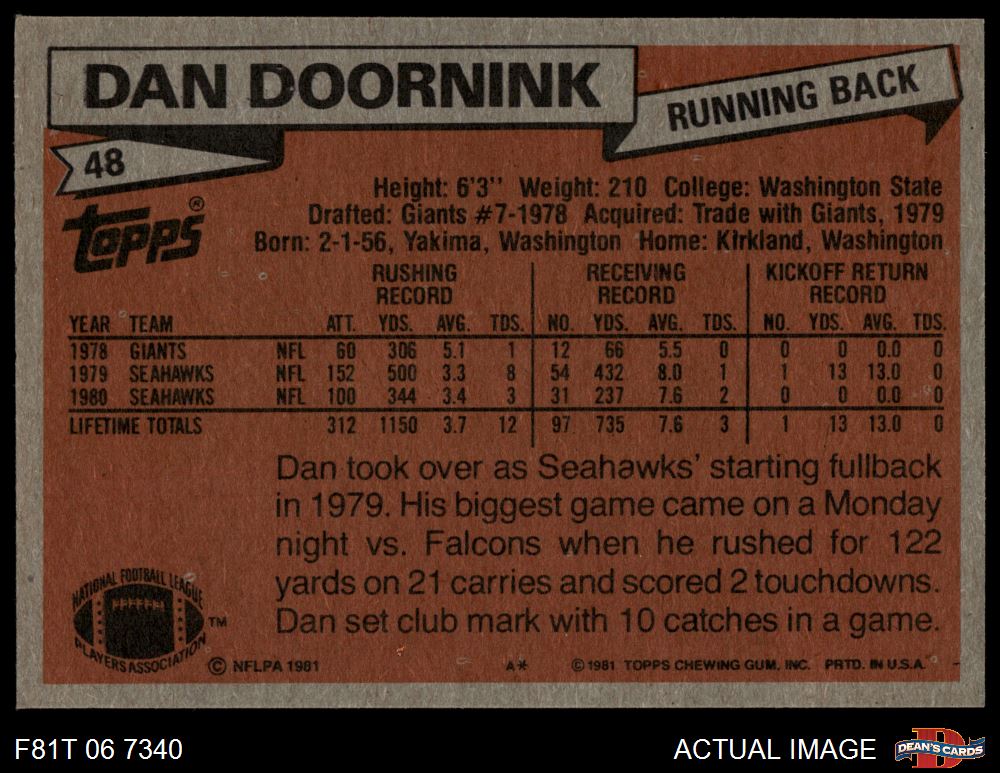 DAN DOORNINK
RUNNING BACK
48
TOPPS®
Height: 6'3'' Weight: 210 College: Washington State
Drafted: Giants #7-1978 Acquired: Trade with Giants, 1979
Born: 2-1-56, Yakima, Washington Home: Kirkland, Washington
RUSHING RECEIVING KICKOFF RETURN
RECORD RECORD RECORD
YEAR TEAM ATT. YDS. AVG. TDS. NO. YDS. AVG. TDS. NO. YDS. AVG. TDS.
1978 GIANTS NFL 60 306 5.1 1 12 66 5.5 0 0 0 0.0 0
1979 SEAHAWKS NFL 152 500 3.3 8 54 432 8.0 1 1 13 13.0 0
1980 SEAHAWKS NFL 100 344 3.4 3 31 237 7.6 2 0 0 0.0 0
LIFETIME TOTALS 312 1150 3.7 12 97 735 7.6 3 1 13 13.0 0
Dan took over as Seahawks' starting fullback
in 1979. His biggest game came on a Monday
night vs. Falcons when he rushed for 122
yards on 21 carries and scored 2 touchdowns.
Dan set club mark with 10 catches in a game.
NATIONAL FOOTBALL LEAGUE
PLAYERS ASSOCIATION
TM
© NFLPA 1981 A* © 1981 TOPPS CHEWING GUM, INC. PRTD. IN U.S.A.
F81T 06 7340 ACTUAL IMAGE
D
DEAN'S CARDS